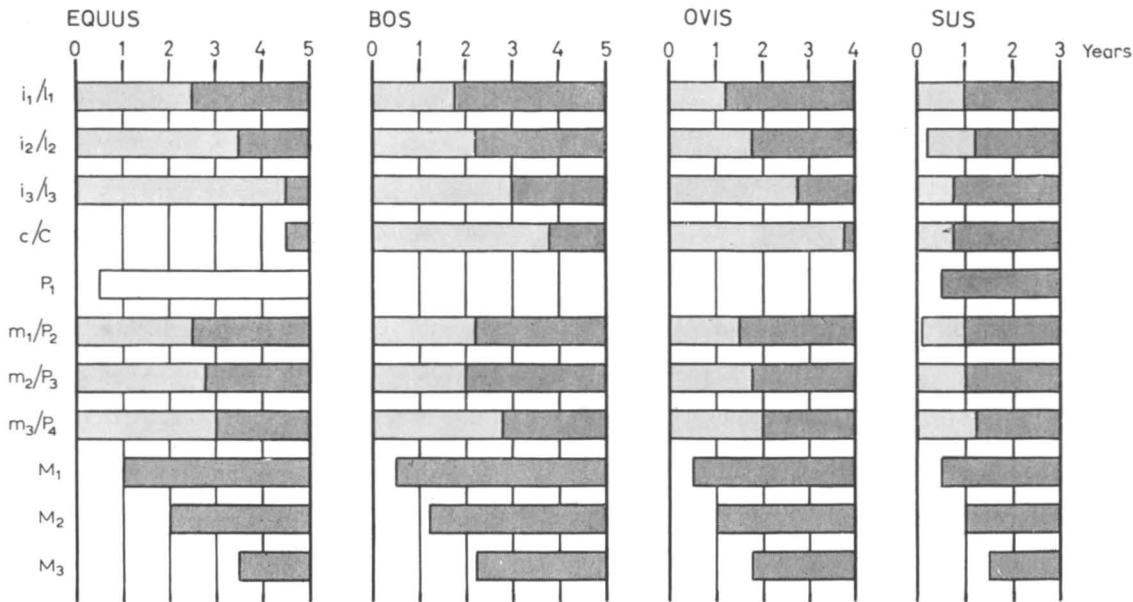 EQUUS BOS OVIS SUS
0 1 2 3 4 5 0 1 2 3 4 5 0 1 2 3 4 0 1 2 3 Years
i₁/I₁
i₂/I₂
i₃/I₃
c/C
P₁
m₁/P₂
m₂/P₃
m₃/P₄
M₁
M₂
M₃